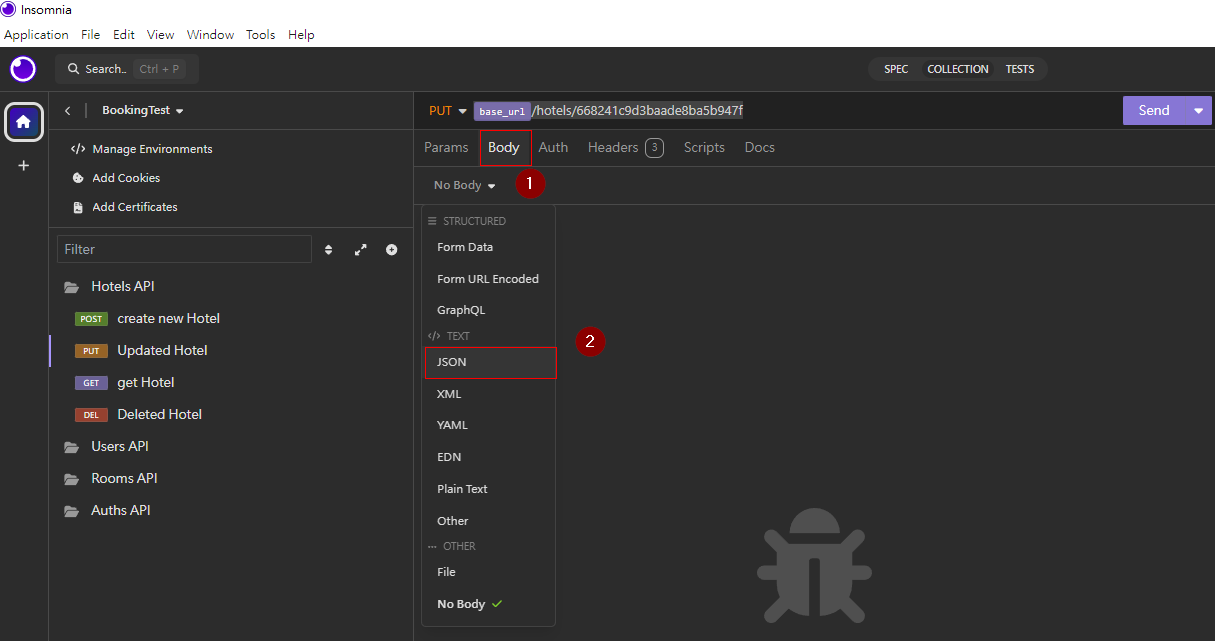 Insomnia
Application File Edit View Window Tools Help
Search.. Ctrl + P
SPEC COLLECTION TESTS
BookingTest
PUT base_url/hotels/668241c9d3baade8ba5b947f
Send
Manage Environments
Add Cookies
Add Certificates
Params Body Auth Headers 3 Scripts Docs
No Body
1
Filter
Hotels API
POST create new Hotel
PUT Updated Hotel
GET get Hotel
DEL Deleted Hotel
Users API
Rooms API
Auths API
STRUCTURED
Form Data
Form URL Encoded
GraphQL
</> TEXT
JSON
2
XML
YAML
EDN
Plain Text
Other
OTHER
File
No Body